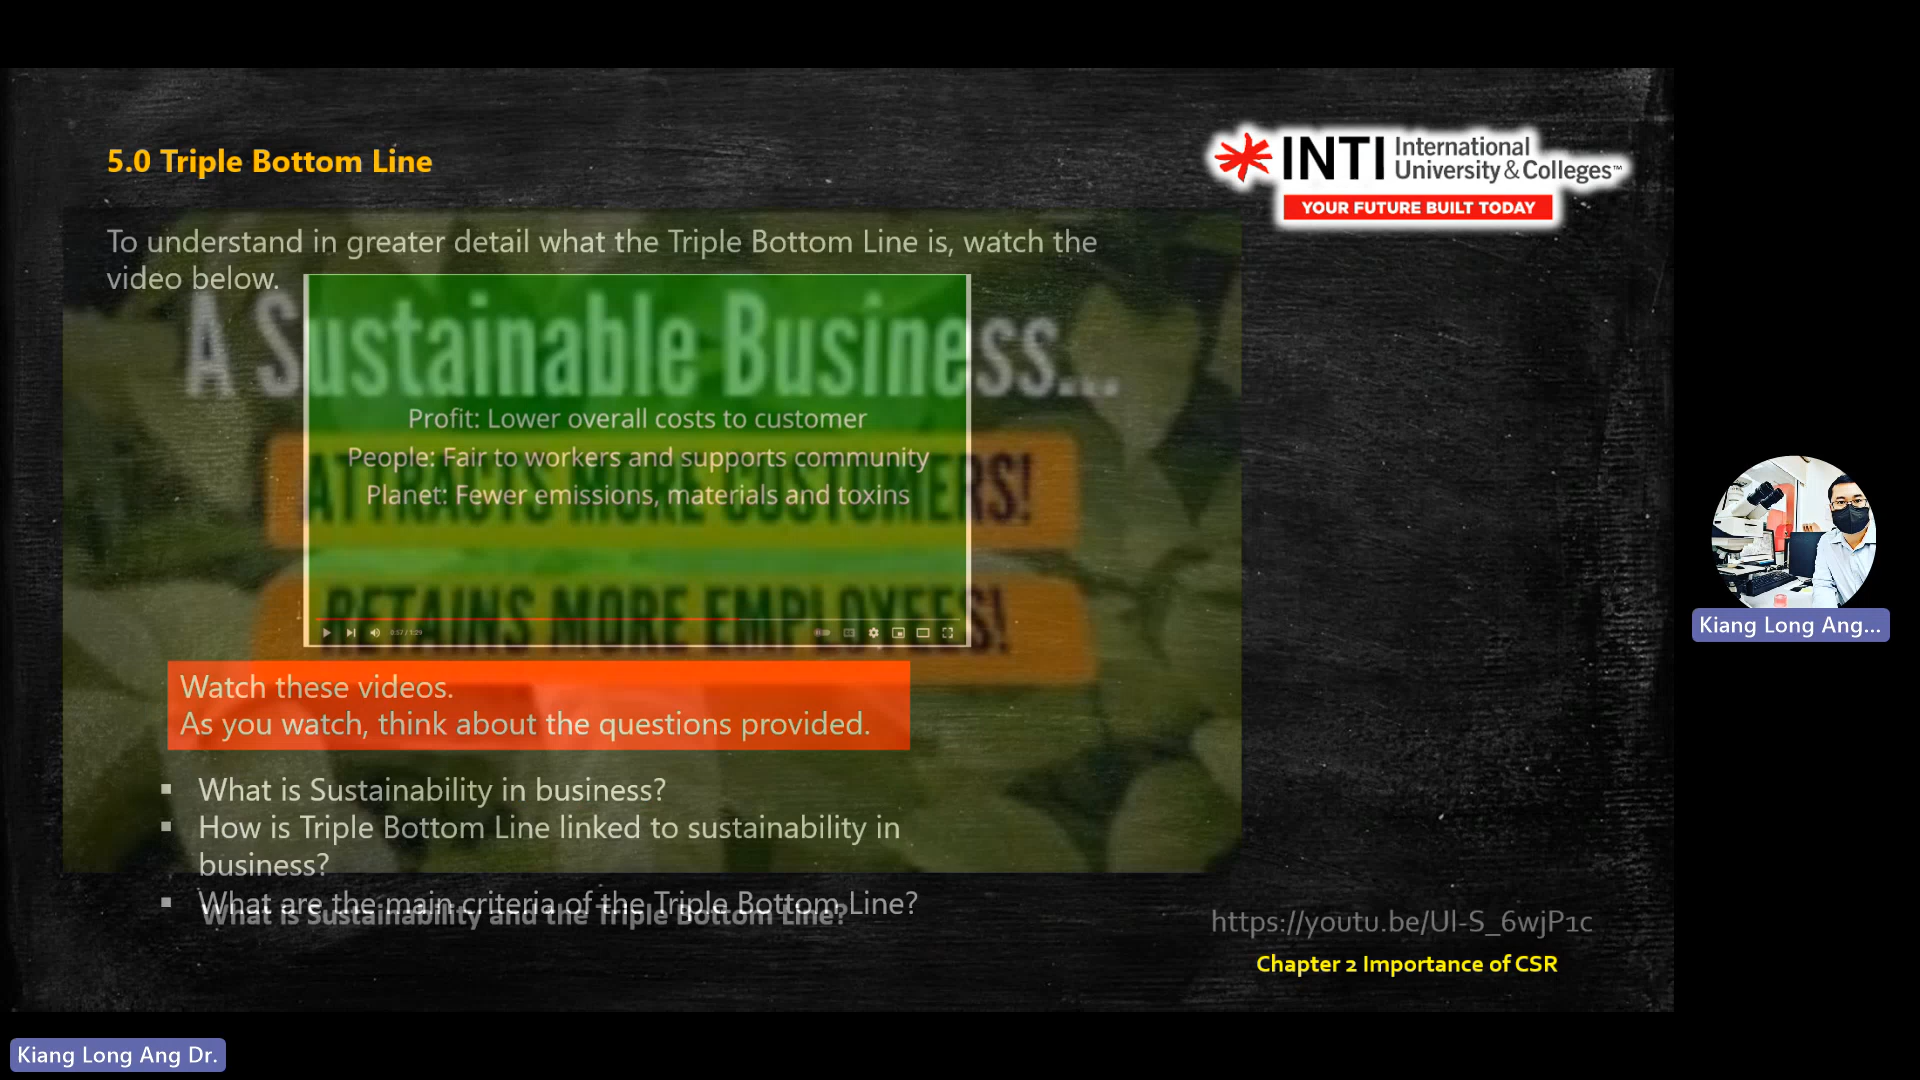 5.0 Triple Bottom Line
INTI International
University & Colleges™
YOUR FUTURE BUILT TODAY
To understand in greater detail what the Triple Bottom Line is, watch the
video below.
A Sustainable Business...
Profit: Lower overall costs to customer
People: Fair to workers and supports community
ATTRACTS MORE CUSTOMERS!
Planet: Fewer emissions, materials and toxins
RETAINS MORE EMPLOYEES!
0:57 / 1:29
Watch these videos.
As you watch, think about the questions provided.
▪ What is Sustainability in business?
▪ How is Triple Bottom Line linked to sustainability in
business?
▪ What are the main criteria of the Triple Bottom Line?
What is Sustainability and the Triple Bottom Line?
https://youtu.be/Ul-S_6wjP1c
Chapter 2 Importance of CSR
Kiang Long Ang...
Kiang Long Ang Dr.